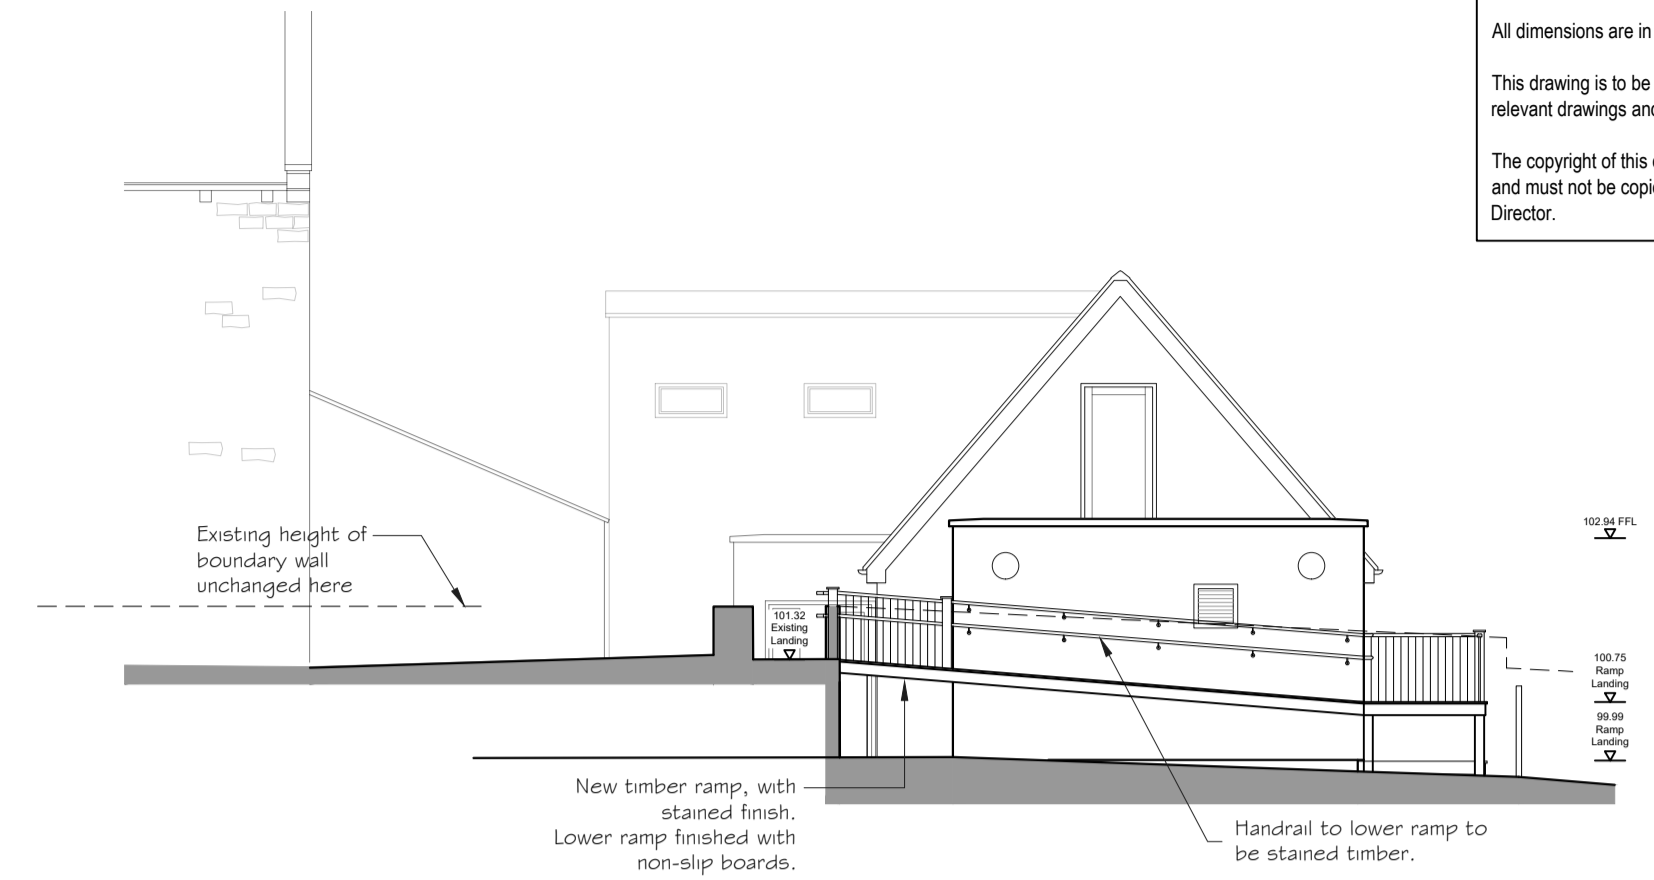 All dimensions are in
This drawing is to be
relevant drawings and
The copyright of this
and must not be copie
Director.
Existing height of
boundary wall
unchanged here
102.94 FFL
101.32
Existing
Landing
100.75
Ramp
Landing
99.99
Ramp
Landing
New timber ramp, with
stained finish.
Lower ramp finished with
non-slip boards.
Handrail to lower ramp to
be stained timber.